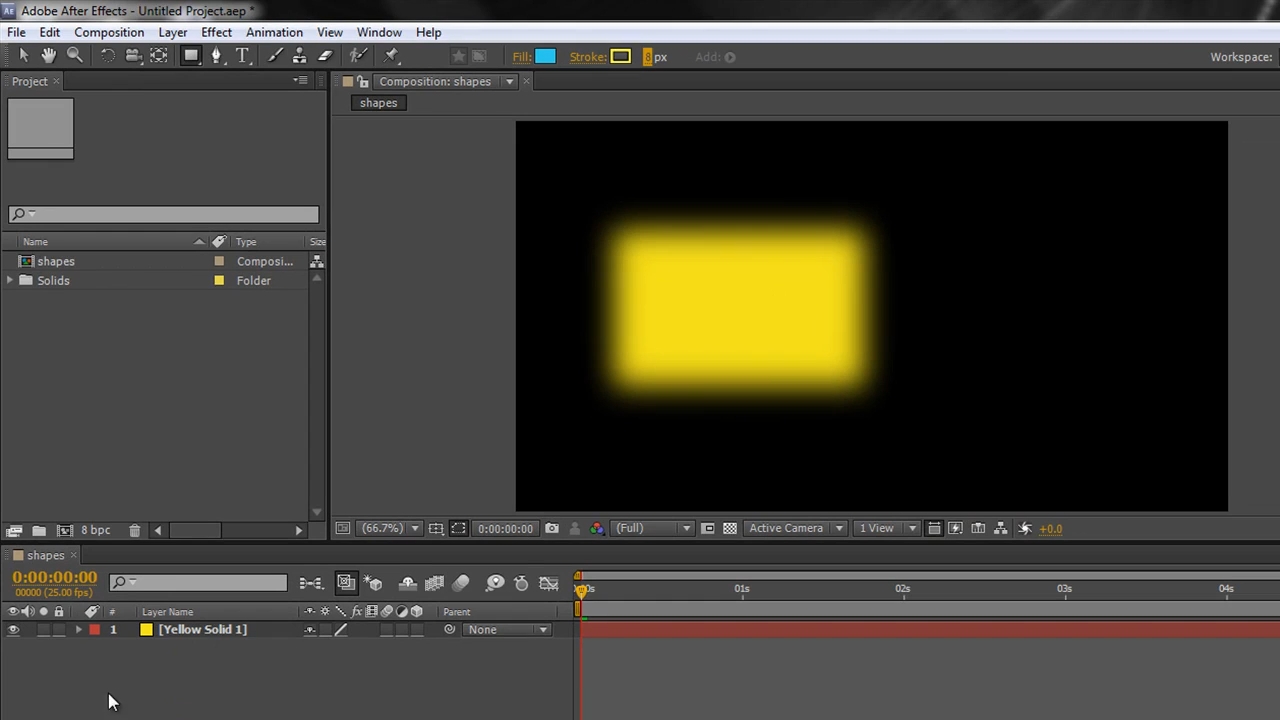 Adobe After Effects - Untitled Project.aep *
File Edit Composition Layer Effect Animation View Window Help
Fill: Stroke: 8 px Add: Workspace:
Project × Composition: shapes ×
shapes
Name Type Size
shapes Composi...
Solids Folder
8 bpc (66.7%) 0:00:00:00 (Full) Active Camera 1 View +0.0
shapes ×
0:00:00:00
00000 (25.00 fps) 01s 02s 03s 04s
# Layer Name fx Parent
1 [Yellow Solid 1] None